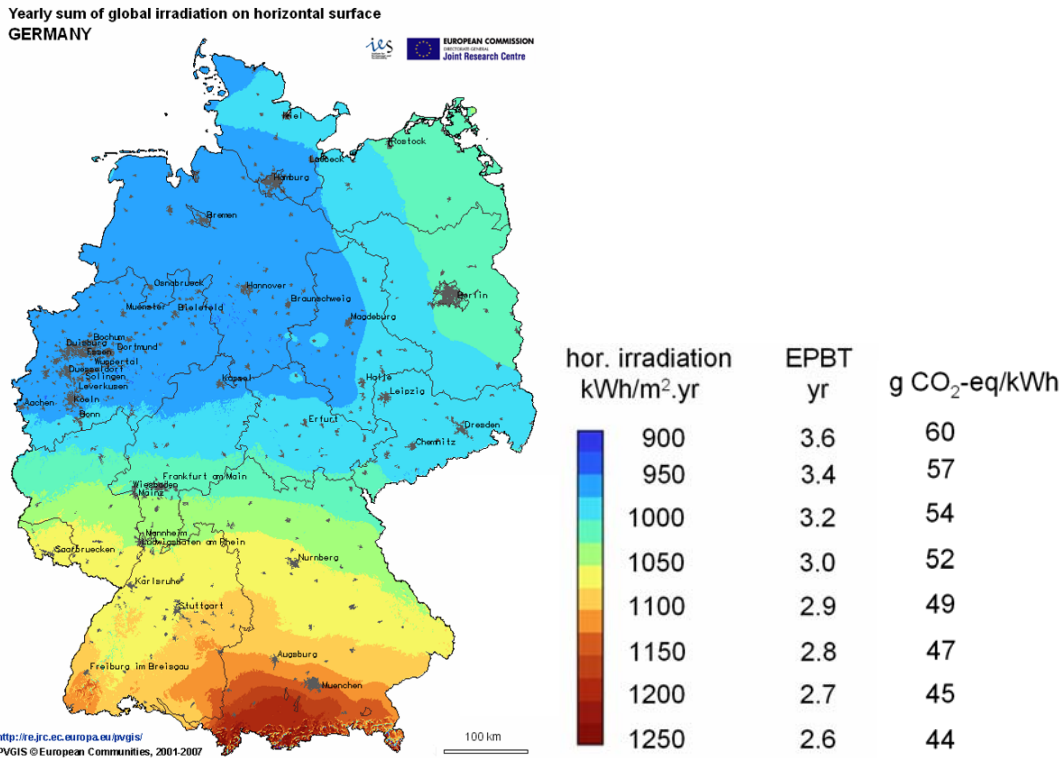 Yearly sum of global irradiation on horizontal surface
GERMANY
ies
EUROPEAN COMMISSION
DIRECTORATE-GENERAL
Joint Research Centre
Kiel
Rostock
Luebeck
Hamburg
Bremen
Osnabrueck
Hannover
Berlin
Muenster
Bielefeld
Braunschweig
Magdeburg
Bochum
Duisburg
Dortmund
Essen
Wuppertal
Duesseldorf
Solingen
Leverkusen
Kassel
Halle
Leipzig
Aachen
Koeln
Bonn
Erfurt
Dresden
Chemnitz
Frankfurt am Main
Wiesbaden
Mainz
Mannheim
Ludwigshafen am Rhein
Saarbruecken
Nurnberg
Karlsruhe
Stuttgart
Augsburg
Freiburg im Breisgau
Muenchen
http://re.jrc.ec.europa.eu/pvgis/
PVGIS © European Communities, 2001-2007
100 km
hor. irradiation EPBT g CO₂-eq/kWh
kWh/m².yr yr
900 3.6 60
950 3.4 57
1000 3.2 54
1050 3.0 52
1100 2.9 49
1150 2.8 47
1200 2.7 45
1250 2.6 44